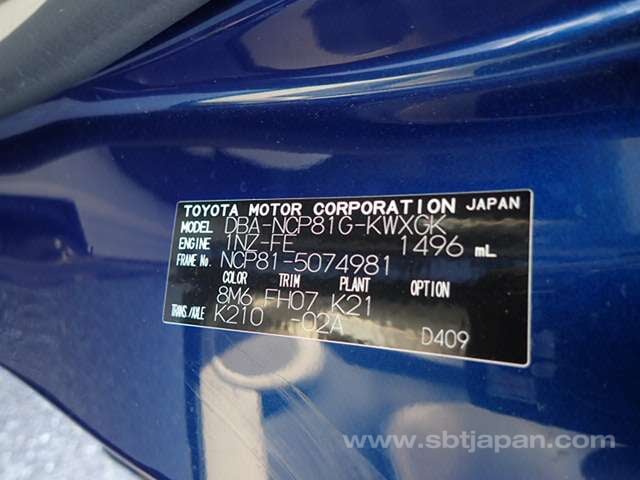 TOYOTA MOTOR CORPORATION JAPAN
MODEL DBA-NCP81G-KWXGK
ENGINE 1NZ-FE 1496 mL
FRAME No. NCP81-5074981
COLOR TRIM PLANT OPTION
8M6 FH07 K21
TRANS./AXLE K210 -02A
D409
www.sbtjapan.com